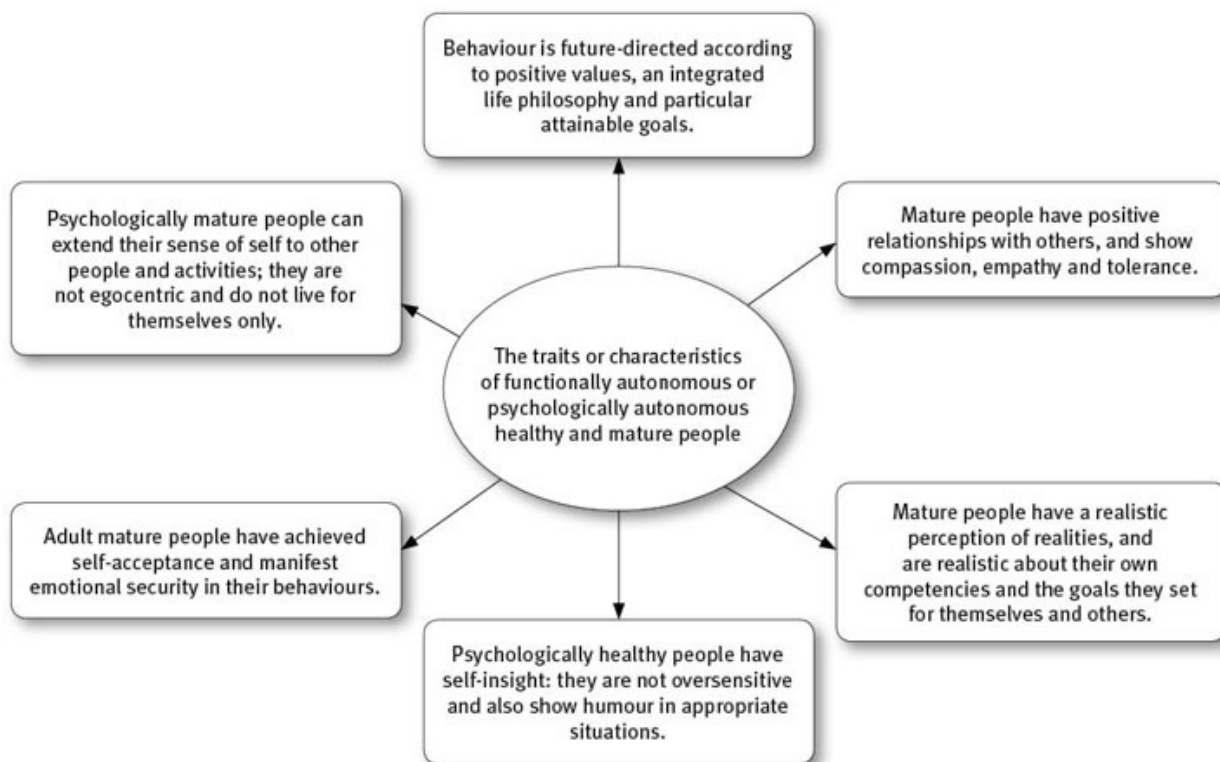 Behaviour is future-directed according
to positive values, an integrated
life philosophy and particular
attainable goals.
Psychologically mature people can
extend their sense of self to other
people and activities; they are
not egocentric and do not live for
themselves only.
Mature people have positive
relationships with others, and show
compassion, empathy and tolerance.
The traits or characteristics
of functionally autonomous or
psychologically autonomous
healthy and mature people
Adult mature people have achieved
self-acceptance and manifest
emotional security in their behaviours.
Mature people have a realistic
perception of realities, and
are realistic about their own
competencies and the goals they set
for themselves and others.
Psychologically healthy people have
self-insight: they are not oversensitive
and also show humour in appropriate
situations.